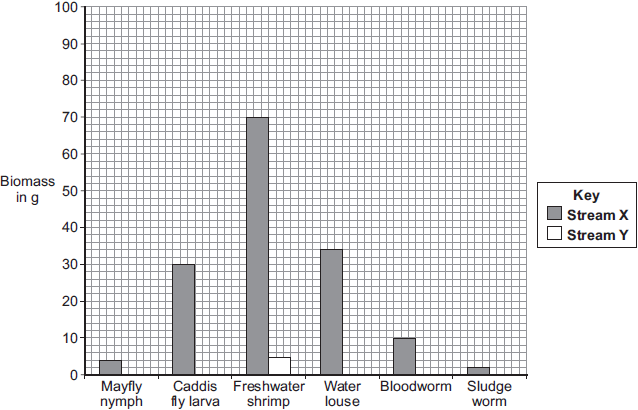 100
90
80
70
60
Biomass
in g
50
40
30
20
10
0
Mayfly
nymph
Caddis
fly larva
Freshwater
shrimp
Water
louse
Bloodworm
Sludge
worm
Key
Stream X
Stream Y